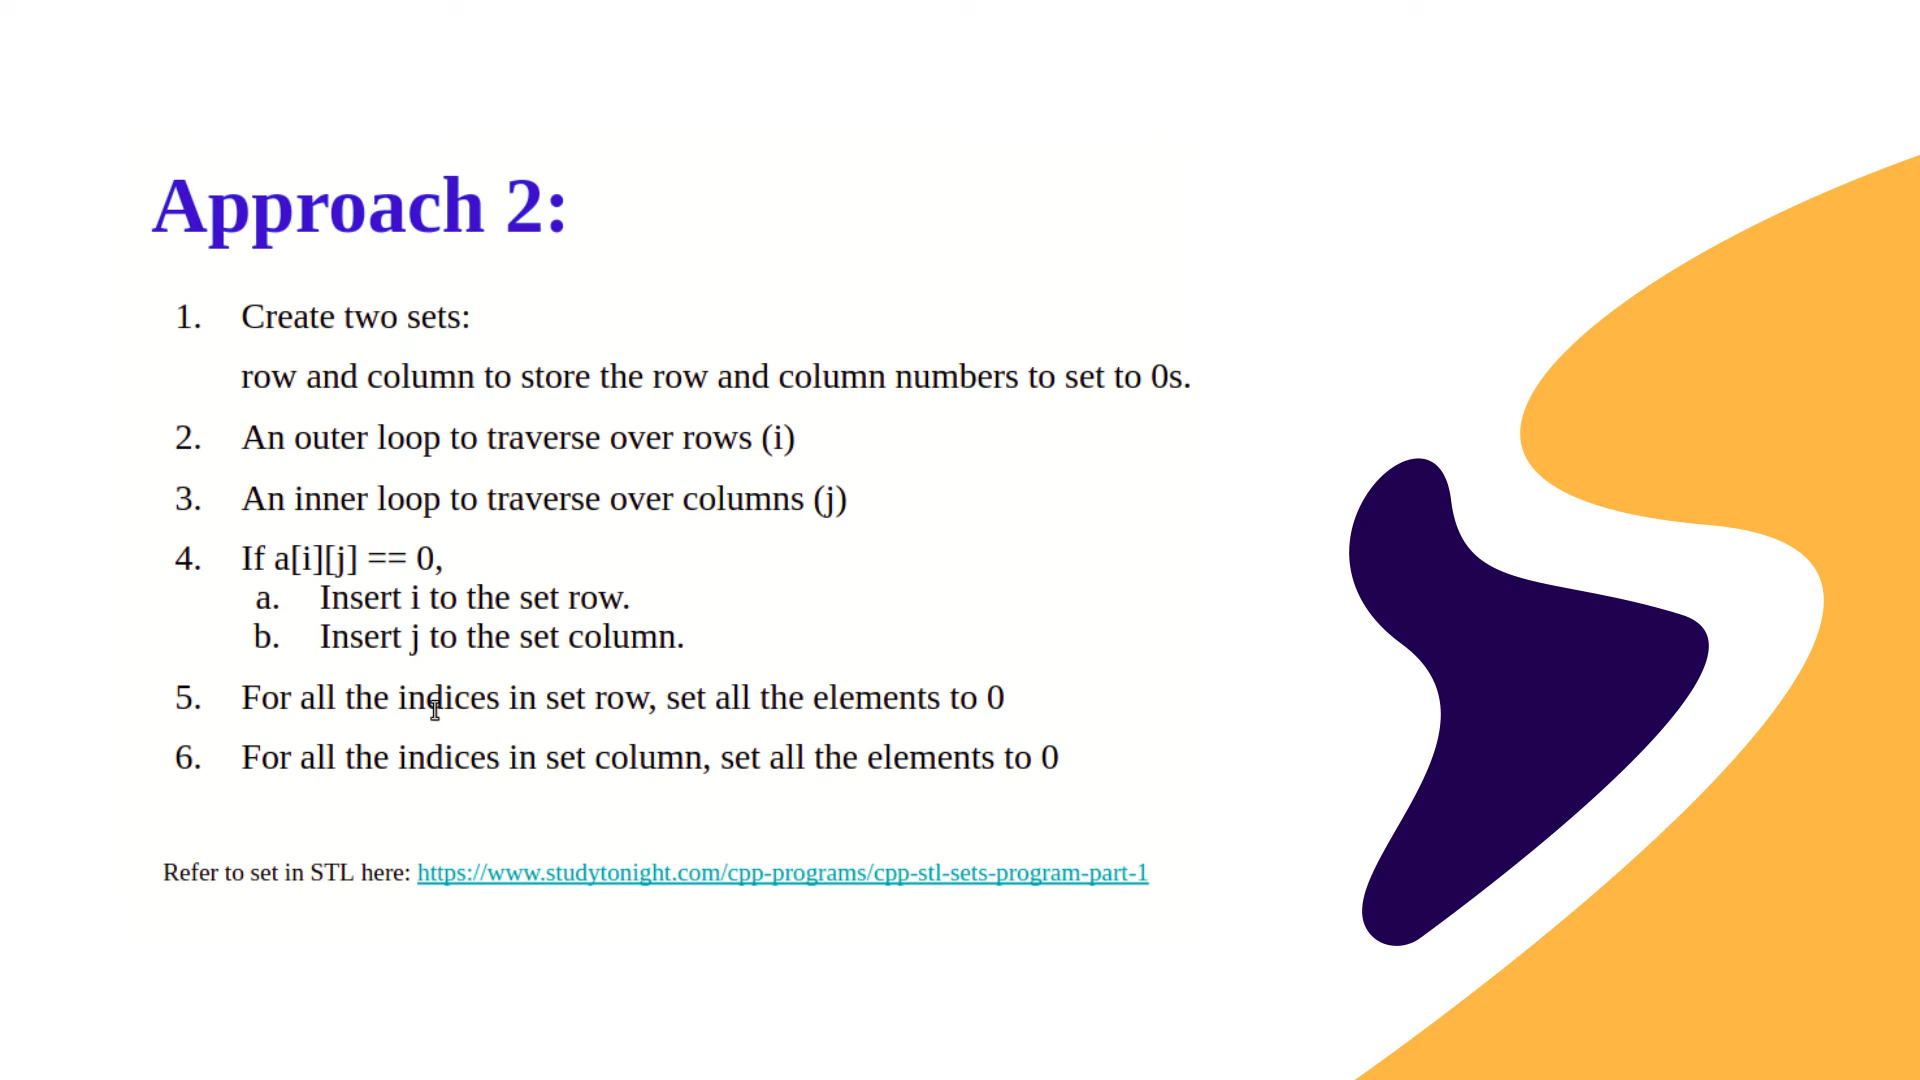 Approach 2:
1. Create two sets:
row and column to store the row and column numbers to set to 0s.
2. An outer loop to traverse over rows (i)
3. An inner loop to traverse over columns (j)
4. If a[i][j] == 0,
a. Insert i to the set row.
b. Insert j to the set column.
5. For all the indices in set row, set all the elements to 0
6. For all the indices in set column, set all the elements to 0
Refer to set in STL here: https://www.studytonight.com/cpp-programs/cpp-stl-sets-program-part-1